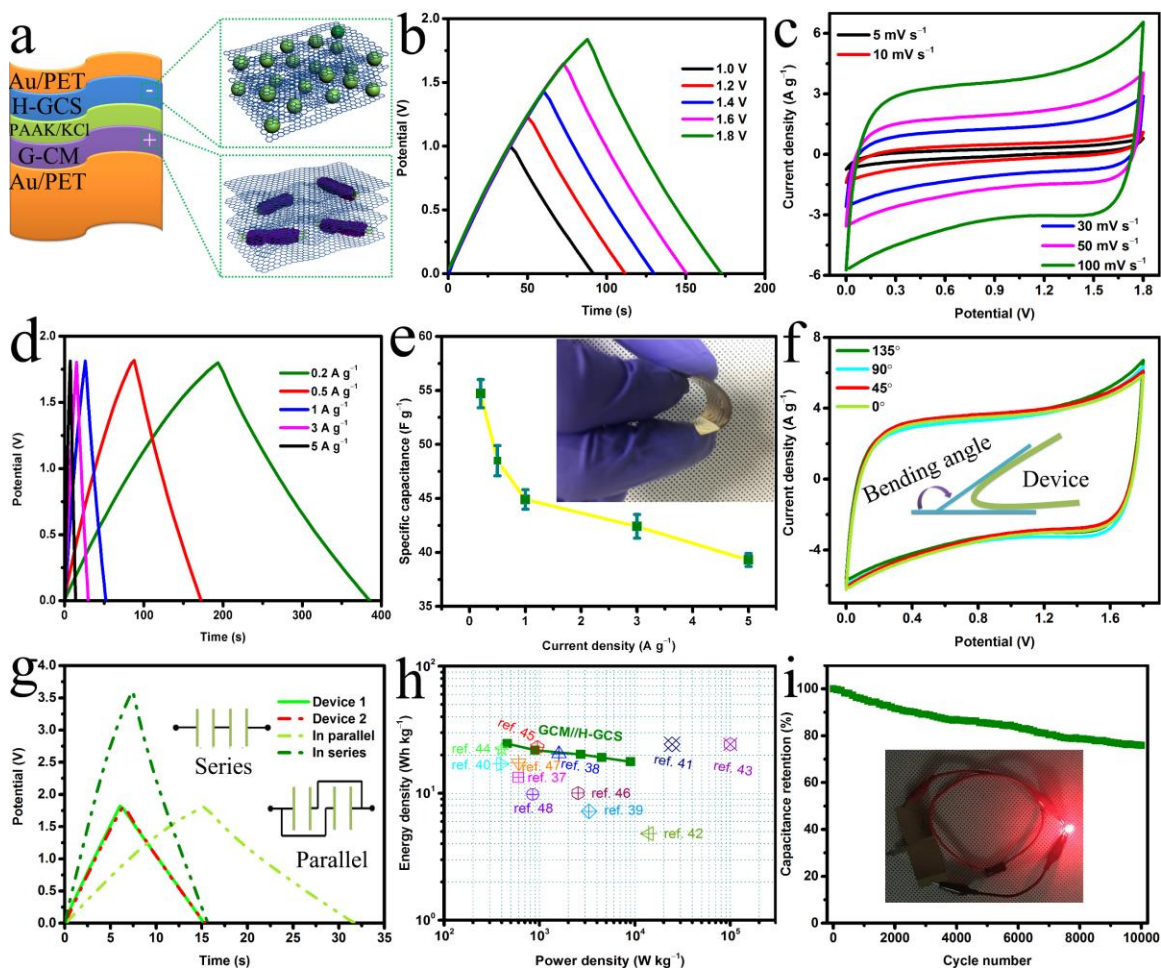 a
Au/PET
H-GCS
PAAK/KCl
G-CM
Au/PET
-
+
b
Potential (V)
2.0
1.5
1.0
0.5
0.0
1.0 V
1.2 V
1.4 V
1.6 V
1.8 V
0 50 100 150 200
Time (s)
c
Current density (A g⁻¹)
6
3
0
-3
-6
5 mV s⁻¹
10 mV s⁻¹
30 mV s⁻¹
50 mV s⁻¹
100 mV s⁻¹
0.0 0.3 0.6 0.9 1.2 1.5 1.8
Potential (V)
d
Potential (V)
2.0
1.5
1.0
0.5
0.0
0.2 A g⁻¹
0.5 A g⁻¹
1 A g⁻¹
3 A g⁻¹
5 A g⁻¹
0 100 200 300 400
Time (s)
e
Specific capacitance (F g⁻¹)
60
55
50
45
40
35
0 1 2 3 4 5
Current density (A g⁻¹)
f
Current density (A g⁻¹)
8
4
0
-4
135°
90°
45°
0°
Bending angle
Device
0.0 0.6 1.2 1.8
Potential (V)
g
Potential (V)
4.0
3.5
3.0
2.5
2.0
1.5
1.0
0.5
0.0
Device 1
Device 2
In parallel
In series
Series
Parallel
0 5 10 15 20 25 30 35
Time (s)
h
Energy density (Wh kg⁻¹)
10²
10¹
10⁰
ref. 45
GCM//H-GCS
ref. 44
ref. 40
ref. 47
ref. 38
ref. 41
ref. 43
ref. 37
ref. 48
ref. 46
ref. 39
ref. 42
10² 10³ 10⁴ 10⁵
Power density (W kg⁻¹)
i
Capacitance retention (%)
100
80
60
40
20
0
0 2000 4000 6000 8000 10000
Cycle number